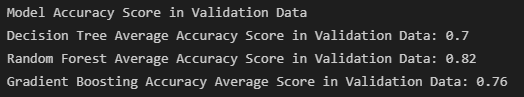 Model Accuracy Score in Validation Data
Decision Tree Average Accuracy Score in Validation Data: 0.7
Random Forest Average Accuracy Score in Validation Data: 0.82
Gradient Boosting Accuracy Average Score in Validation Data: 0.76